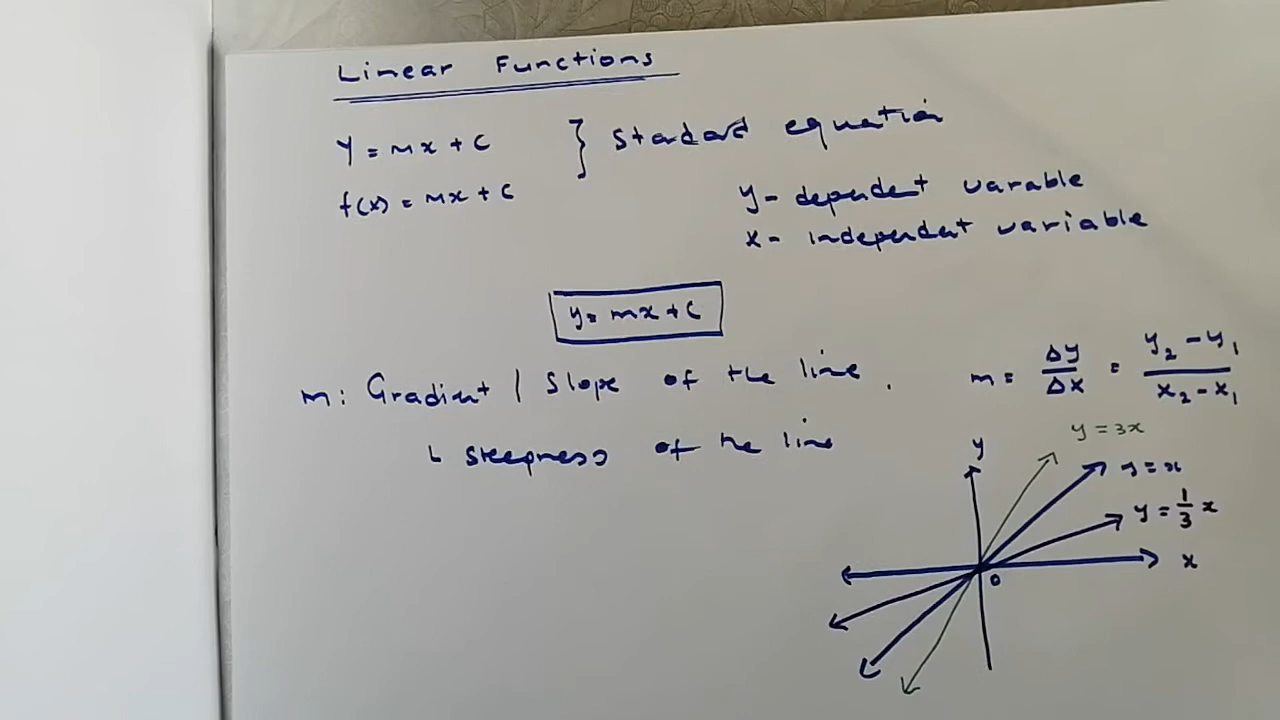 Linear Functions
y = mx + c } Standard equation
f(x) = mx + c
y - dependent varable
x - independent variable
y = mx + c
m: Gradient / Slope of the line. m = Δy/Δx = y₂ - y₁ / x₂ - x₁
↳ steepness of the line
y = 3x
y
y = x
y = 1/3 x
x
0